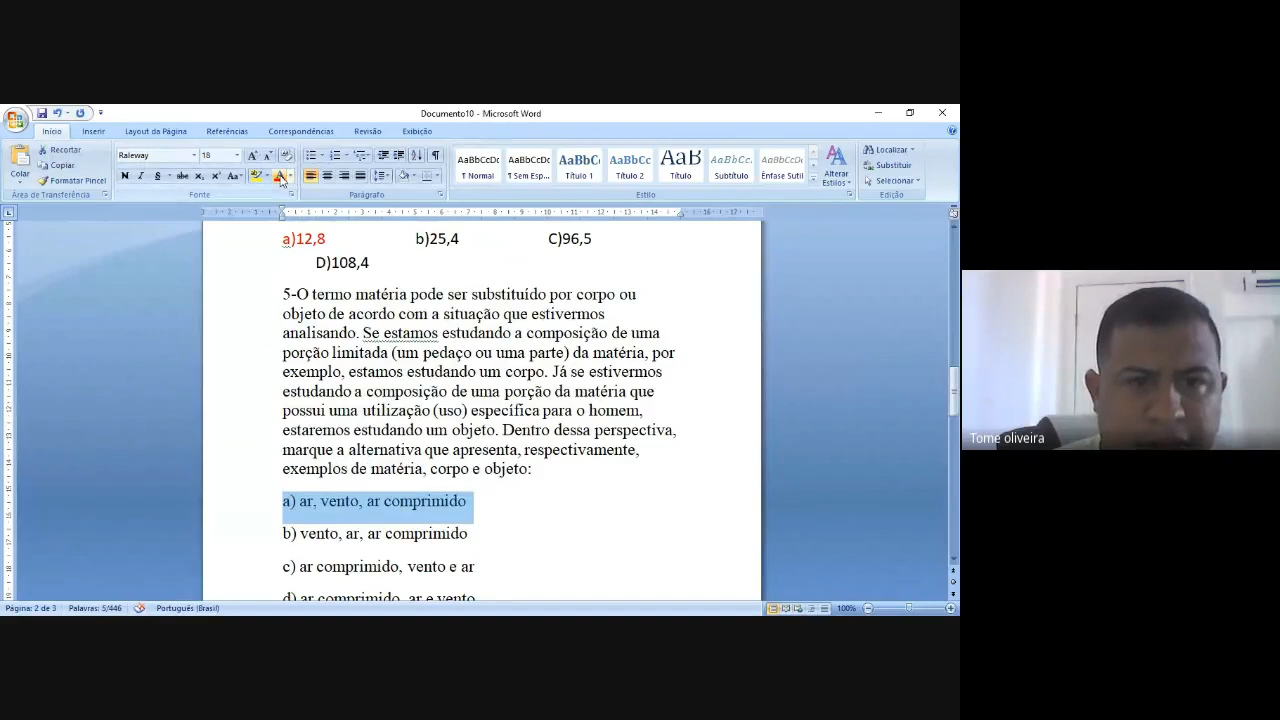 Documento10 - Microsoft Word
Início Inserir Layout da Página Referências Correspondências Revisão Exibição
Colar
Recortar
Copiar
Formatar Pincel
Área de Transferência
Raleway 18
N I S abc x₂ x² Aa
Fonte
Parágrafo
AaBbCcDc AaBbCcDc AaBbC AaBbCc AaB AaBbCc. AaBbCcDc
¶ Normal ¶ Sem Esp... Título 1 Título 2 Título Subtítulo Ênfase Sutil
Alterar Estilos
Estilo
Localizar
Substituir
Selecionar
Edição
a)12,8 b)25,4 C)96,5
D)108,4
5-O termo matéria pode ser substituído por corpo ou
objeto de acordo com a situação que estivermos
analisando. Se estamos estudando a composição de uma
porção limitada (um pedaço ou uma parte) da matéria, por
exemplo, estamos estudando um corpo. Já se estivermos
estudando a composição de uma porção da matéria que
possui uma utilização (uso) específica para o homem,
estaremos estudando um objeto. Dentro dessa perspectiva,
marque a alternativa que apresenta, respectivamente,
exemplos de matéria, corpo e objeto:
a) ar, vento, ar comprimido
b) vento, ar, ar comprimido
c) ar comprimido, vento e ar
d) ar comprimido, ar e vento
Página: 2 de 3 Palavras: 5/446 Português (Brasil) 100%
Tome oliveira